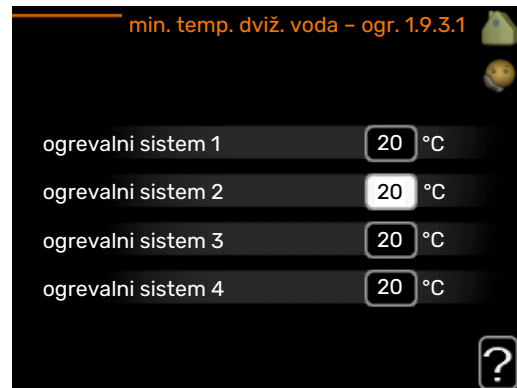 min. temp. dviž. voda – ogr. 1.9.3.1
ogrevalni sistem 1 20 °C
ogrevalni sistem 2 20 °C
ogrevalni sistem 3 20 °C
ogrevalni sistem 4 20 °C
?